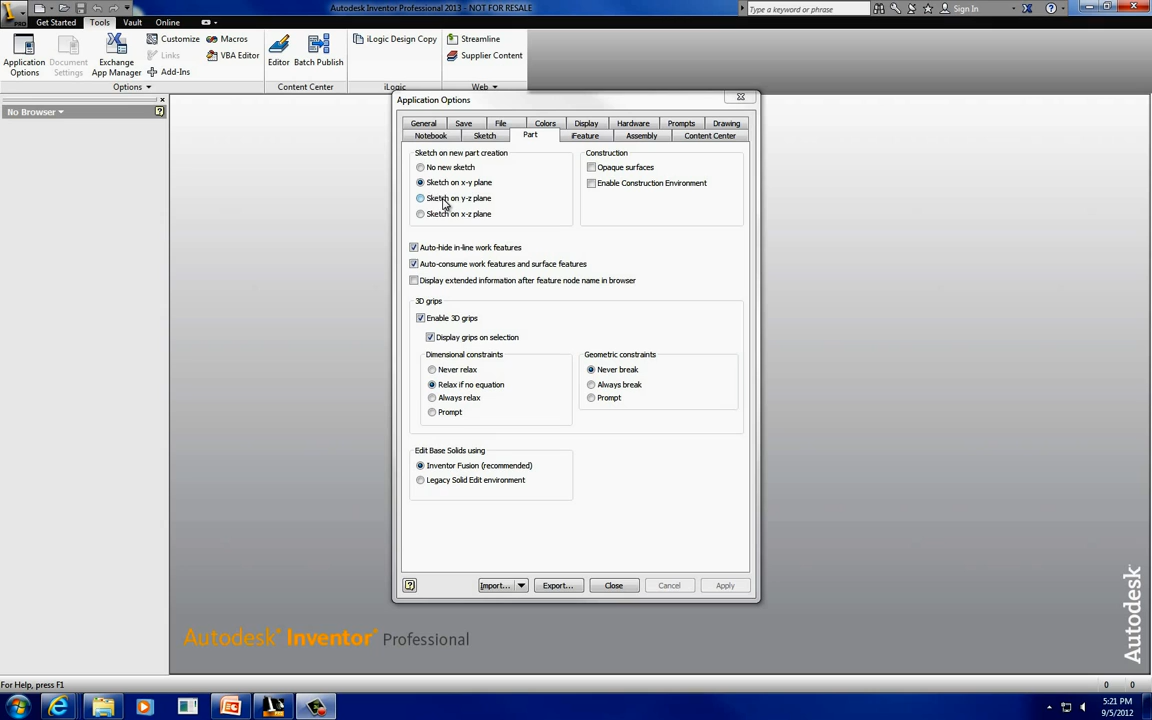 PRO
Autodesk Inventor Professional 2013 - NOT FOR RESALE
Type a keyword or phrase
Sign In
Get Started Tools Vault Online
Application Options
Document Settings
Exchange App Manager
Customize
Links
Add-Ins
Macros
VBA Editor
Editor
Batch Publish
iLogic Design Copy
Streamline
Supplier Content
Options
Content Center
iLogic
Web
No Browser
Application Options
General Save File Colors Display Hardware Prompts Drawing
Notebook Sketch Part iFeature Assembly Content Center
Sketch on new part creation
No new sketch
Sketch on x-y plane
Sketch on y-z plane
Sketch on x-z plane
Construction
Opaque surfaces
Enable Construction Environment
Auto-hide in-line work features
Auto-consume work features and surface features
Display extended information after feature node name in browser
3D grips
Enable 3D grips
Display grips on selection
Dimensional constraints
Never relax
Relax if no equation
Always relax
Prompt
Geometric constraints
Never break
Always break
Prompt
Edit Base Solids using
Inventor Fusion (recommended)
Legacy Solid Edit environment
Import... Export... Close Cancel Apply
Autodesk® Inventor® Professional
Autodesk®
For Help, press F1
0 0
5:21 PM
9/5/2012